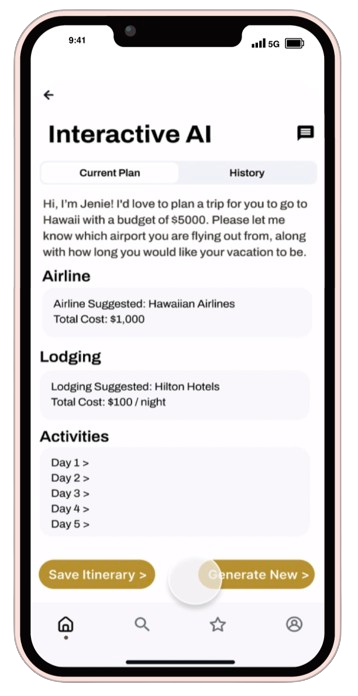 9:41
5G
Interactive AI
Current Plan
History
Hi, I'm Jenie! I'd love to plan a trip for you to go to
Hawaii with a budget of $5000. Please let me
know which airport you are flying out from, along
with how long you would like your vacation to be.
Airline
Airline Suggested: Hawaiian Airlines
Total Cost: $1,000
Lodging
Lodging Suggested: Hilton Hotels
Total Cost: $100 / night
Activities
Day 1 >
Day 2 >
Day 3 >
Day 4 >
Day 5 >
Save Itinerary >
Generate New >